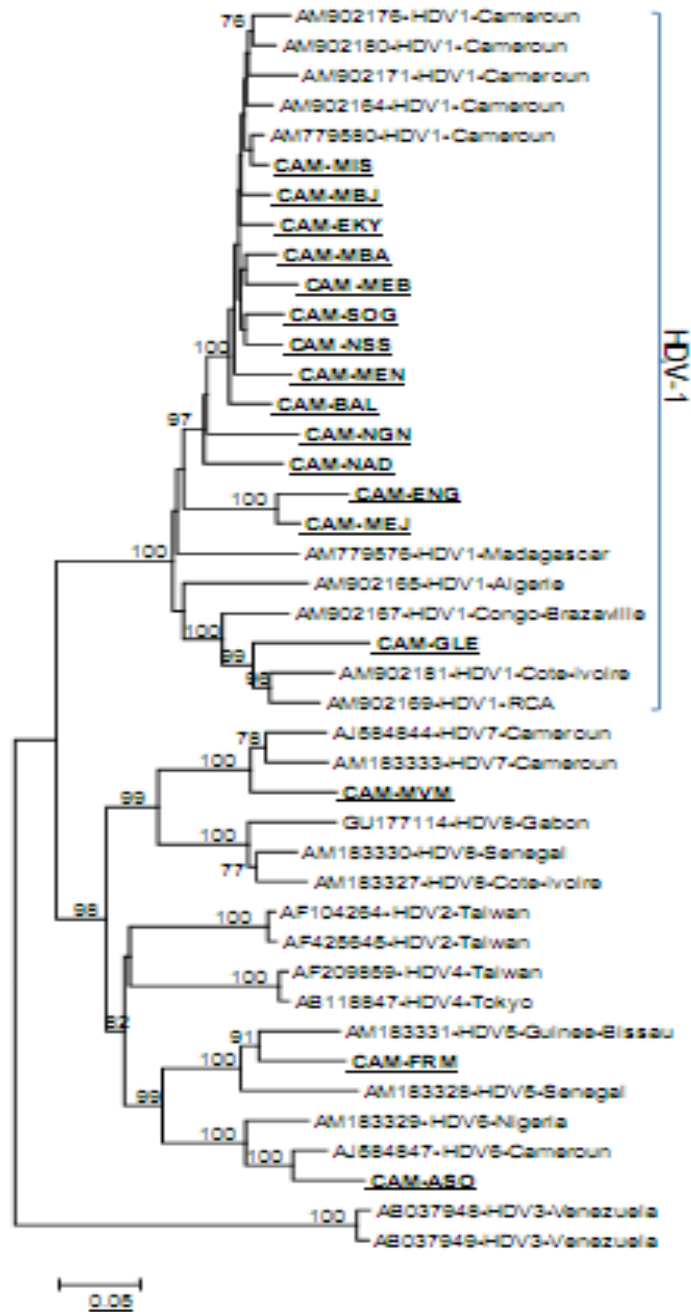 76
AM902176-HDV1-Cameroun
AM902180-HDV1-Cameroun
AM902171-HDV1-Cameroun
AM902164-HDV1-Cameroun
AM779580-HDV1-Cameroun
CAM-MIS
CAM-MBJ
CAM-EKY
CAM-MBA
CAM-MEB
CAM-SOG
CAM-NSS
100
CAM-MEN
CAM-BAL
97
CAM-NGN
CAM-NAD
100
CAM-ENG
CAM-MEJ
100
AM779576-HDV1-Madagascar
AM902165-HDV1-Algerie
AM902167-HDV1-Congo-Brazaville
100
CAM-GLE
99
AM902181-HDV1-Cote-ivoire
AM902169-HDV1-RCA
HDV-1
AJ584844-HDV7-Cameroun
78
AM183333-HDV7-Cameroun
100
CAM-MVM
99
GU177114-HDV8-Gabon
100
AM183330-HDV8-Senegal
77
AM183327-HDV8-Cote-ivoire
98
AF104264-HDV2-Taiwan
100
AF425645-HDV2-Taiwan
AF209859-HDV4-Taiwan
100
AB118847-HDV4-Tokyo
82
AM183331-HDV5-Guinee-Bissau
91
CAM-FRM
100
AM183328-HDV5-Senegal
99
AM183329-HDV6-Nigeria
100
AJ584847-HDV6-Cameroun
100
CAM-ASO
AB037948-HDV3-Venezuela
100
AB037949-HDV3-Venezuela
0.05